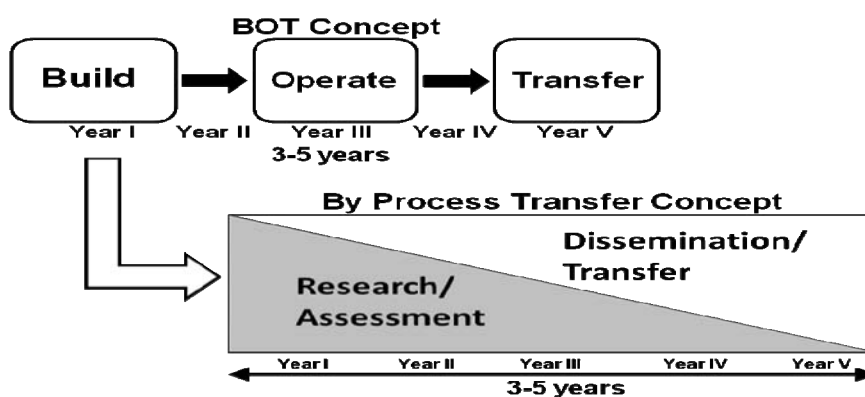 BOT Concept
Build
Operate
Transfer
Year I Year II Year III Year IV Year V
3-5 years
By Process Transfer Concept
Dissemination/
Transfer
Research/
Assessment
Year I Year II Year III Year IV Year V
3-5 years